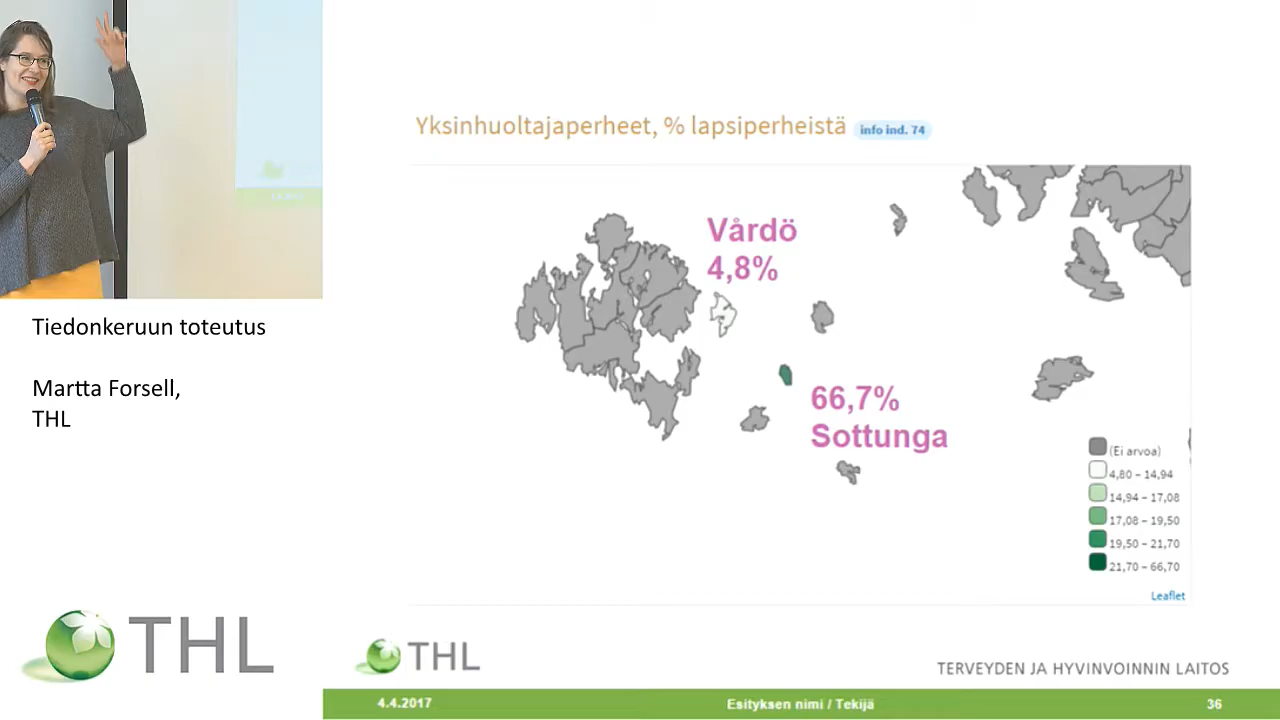 Yksinhuoltajaperheet, % lapsiperheistä info ind. 74
Vårdö
4,8%
66,7%
Sottunga
(Ei arvoa)
4,80 – 14,94
14,94 – 17,08
17,08 – 19,50
19,50 – 21,70
21,70 – 66,70
Leaflet
Tiedonkeruun toteutus
Martta Forsell,
THL
THL
THL
TERVEYDEN JA HYVINVOINNIN LAITOS
4.4.2017
Esityksen nimi / Tekijä
36